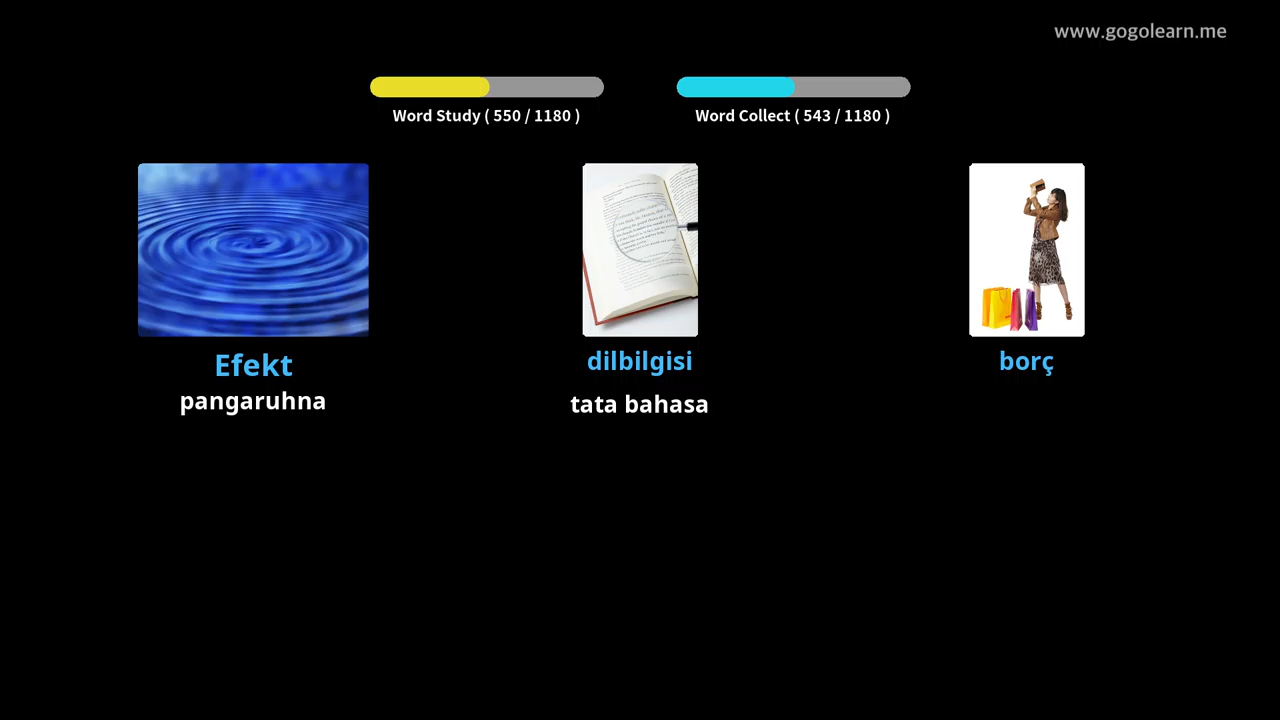 www.gogolearn.me
Word Study ( 550 / 1180 )
Word Collect ( 543 / 1180 )
Efekt
pangaruhna
dilbilgisi
tata bahasa
borç